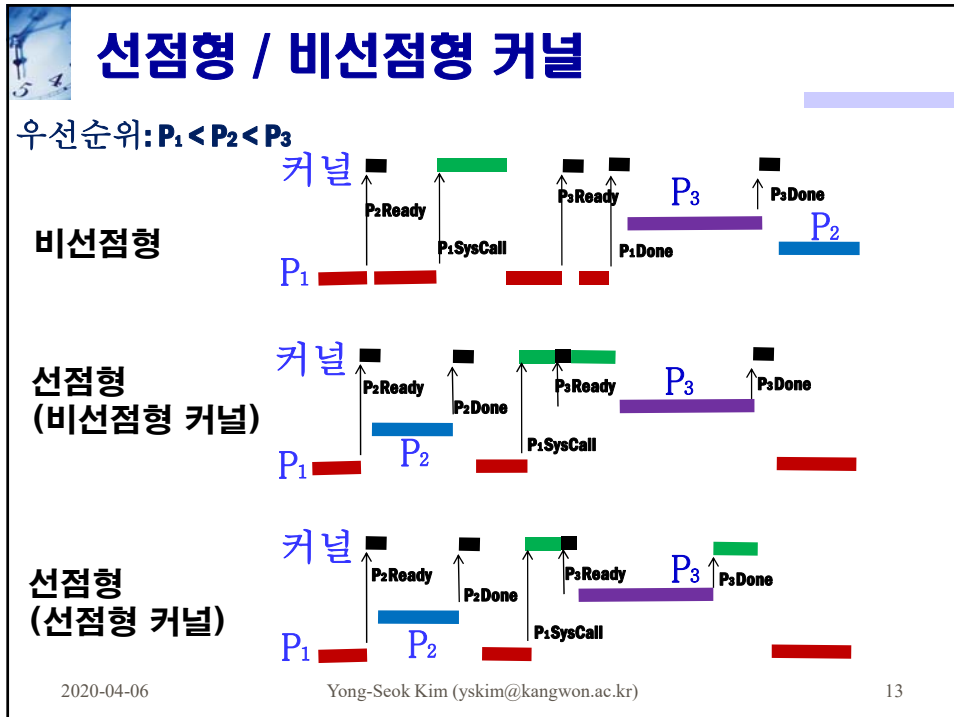 선점형 / 비선점형 커널
우선순위: P1 < P2 < P3
커널
P2Ready
P1SysCall
P3Ready
P1Done
P3
P3Done
P2
비선점형
P1
커널
P2Ready
P2Done
P3Ready
P3
P3Done
선점형
(비선점형 커널)
P1SysCall
P2
P1
커널
P2Ready
P2Done
P3Ready
P3
P3Done
선점형
(선점형 커널)
P1SysCall
P2
P1
2020-04-06
Yong-Seok Kim (yskim@kangwon.ac.kr)
13
5 4